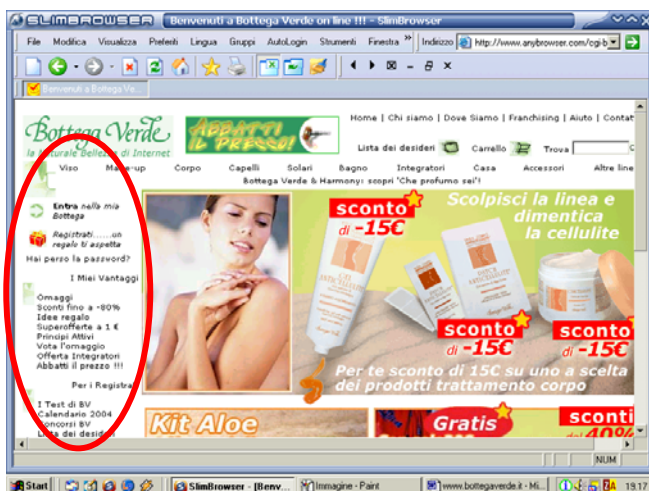 SLIMBROWSER
Benvenuti a Bottega Verde on line !!! - SlimBrowser
File Modifica Visualizza Preferiti Lingua Gruppi AutoLogin Strumenti Finestra » Indirizzo http://www.anybrowser.com/cgi-b
Benvenuti a Bottega Ve...
Home | Chi siamo | Dove Siamo | Franchising | Aiuto | Contat
Bottega Verde
la Naturale Bellezza di Internet
ABBATTI
IL PREZZO!
Lista dei desideri Carrello Trova
Viso Make-up Corpo Capelli Solari Bagno Integratori Casa Accessori Altre line
Bottega Verde & Harmony: scopri 'Che profumo sei'!
Entra nella mia
Bottega
Registrati......un
regalo ti aspetta
Hai perso la password?
I Miei Vantaggi
Omaggi
Sconti fino a -80%
Idee regalo
Superofferte a 1 €
Principi Attivi
Vota l'omaggio
Offerta Integratori
Abbatti il prezzo !!!
Per i Registra
I Test di BV
Calendario 2004
Concorsi BV
Lista dei desideri
sconto
di -15€
Scolpisci la linea e
dimentica
la cellulite
sconto
di -15€
sconto
di -15€
Per te sconto di 15€ su uno a scelta
dei prodotti trattamento corpo
Kit Aloe
Gratis
sconti
del 40%
NUM
Start SlimBrowser - [Benv... Immagine - Paint www.bottegaverde.it - Mi... 19.17